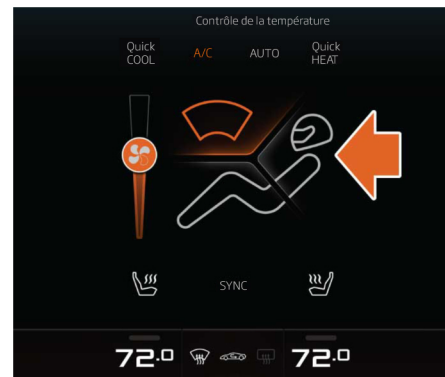 Contrôle de la température
Quick COOL A/C AUTO Quick HEAT
SYNC
72.0 72.0